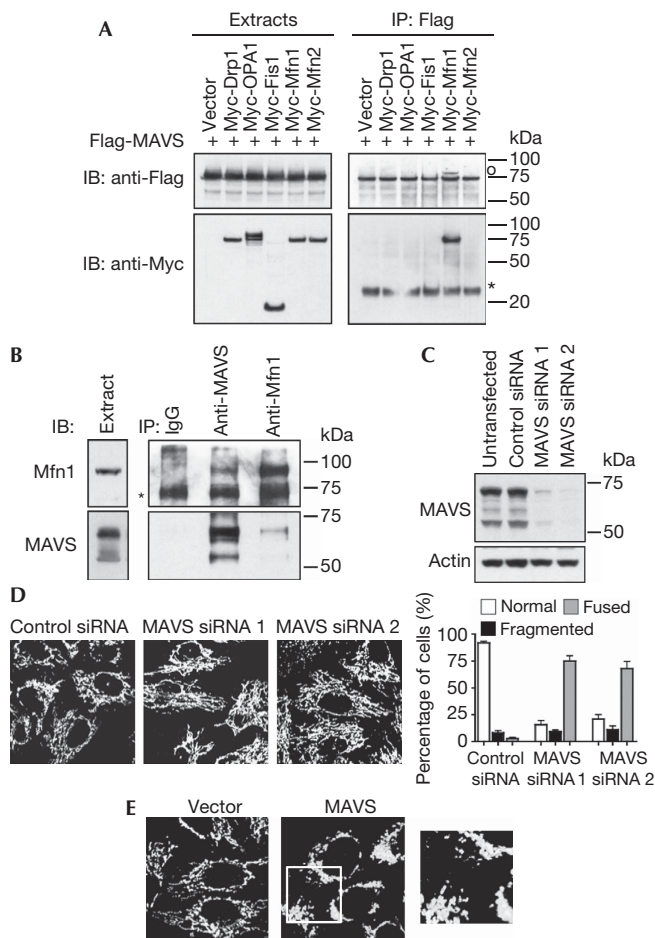 A
Extracts
IP: Flag
Vector
Myc-Drp1
Myc-OPA1
Myc-Fis1
Myc-Mfn1
Myc-Mfn2
Vector
Myc-Drp1
Myc-OPA1
Myc-Fis1
Myc-Mfn1
Myc-Mfn2
kDa
Flag-MAVS + + + + + + + + + + + +
IB: anti-Flag
100
o
75
50
IB: anti-Myc
100
75
50
*
20
B
Extract
IgG
Anti-MAVS
Anti-Mfn1
IB:
IP:
kDa
Mfn1
100
75
*
MAVS
75
50
C
Untransfected
Control siRNA
MAVS siRNA 1
MAVS siRNA 2
kDa
MAVS
75
50
Actin
D
Control siRNA
MAVS siRNA 1
MAVS siRNA 2
Normal
Fused
Fragmented
Percentage of cells (%)
100
75
50
25
0
Control siRNA
MAVS siRNA 1
MAVS siRNA 2
E
Vector
MAVS